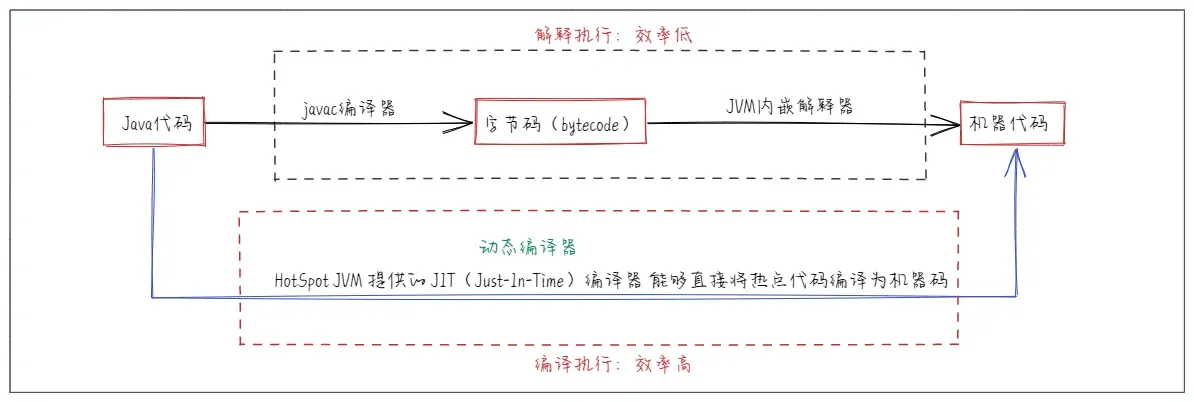 解释执行：效率低
javac编译器
JVM内嵌解释器
Java代码
字节码（bytecode）
机器代码
动态编译器
HotSpot JVM 提供的 JIT（Just-In-Time）编译器 能够直接将热点代码编译为机器码
编译执行：效率高